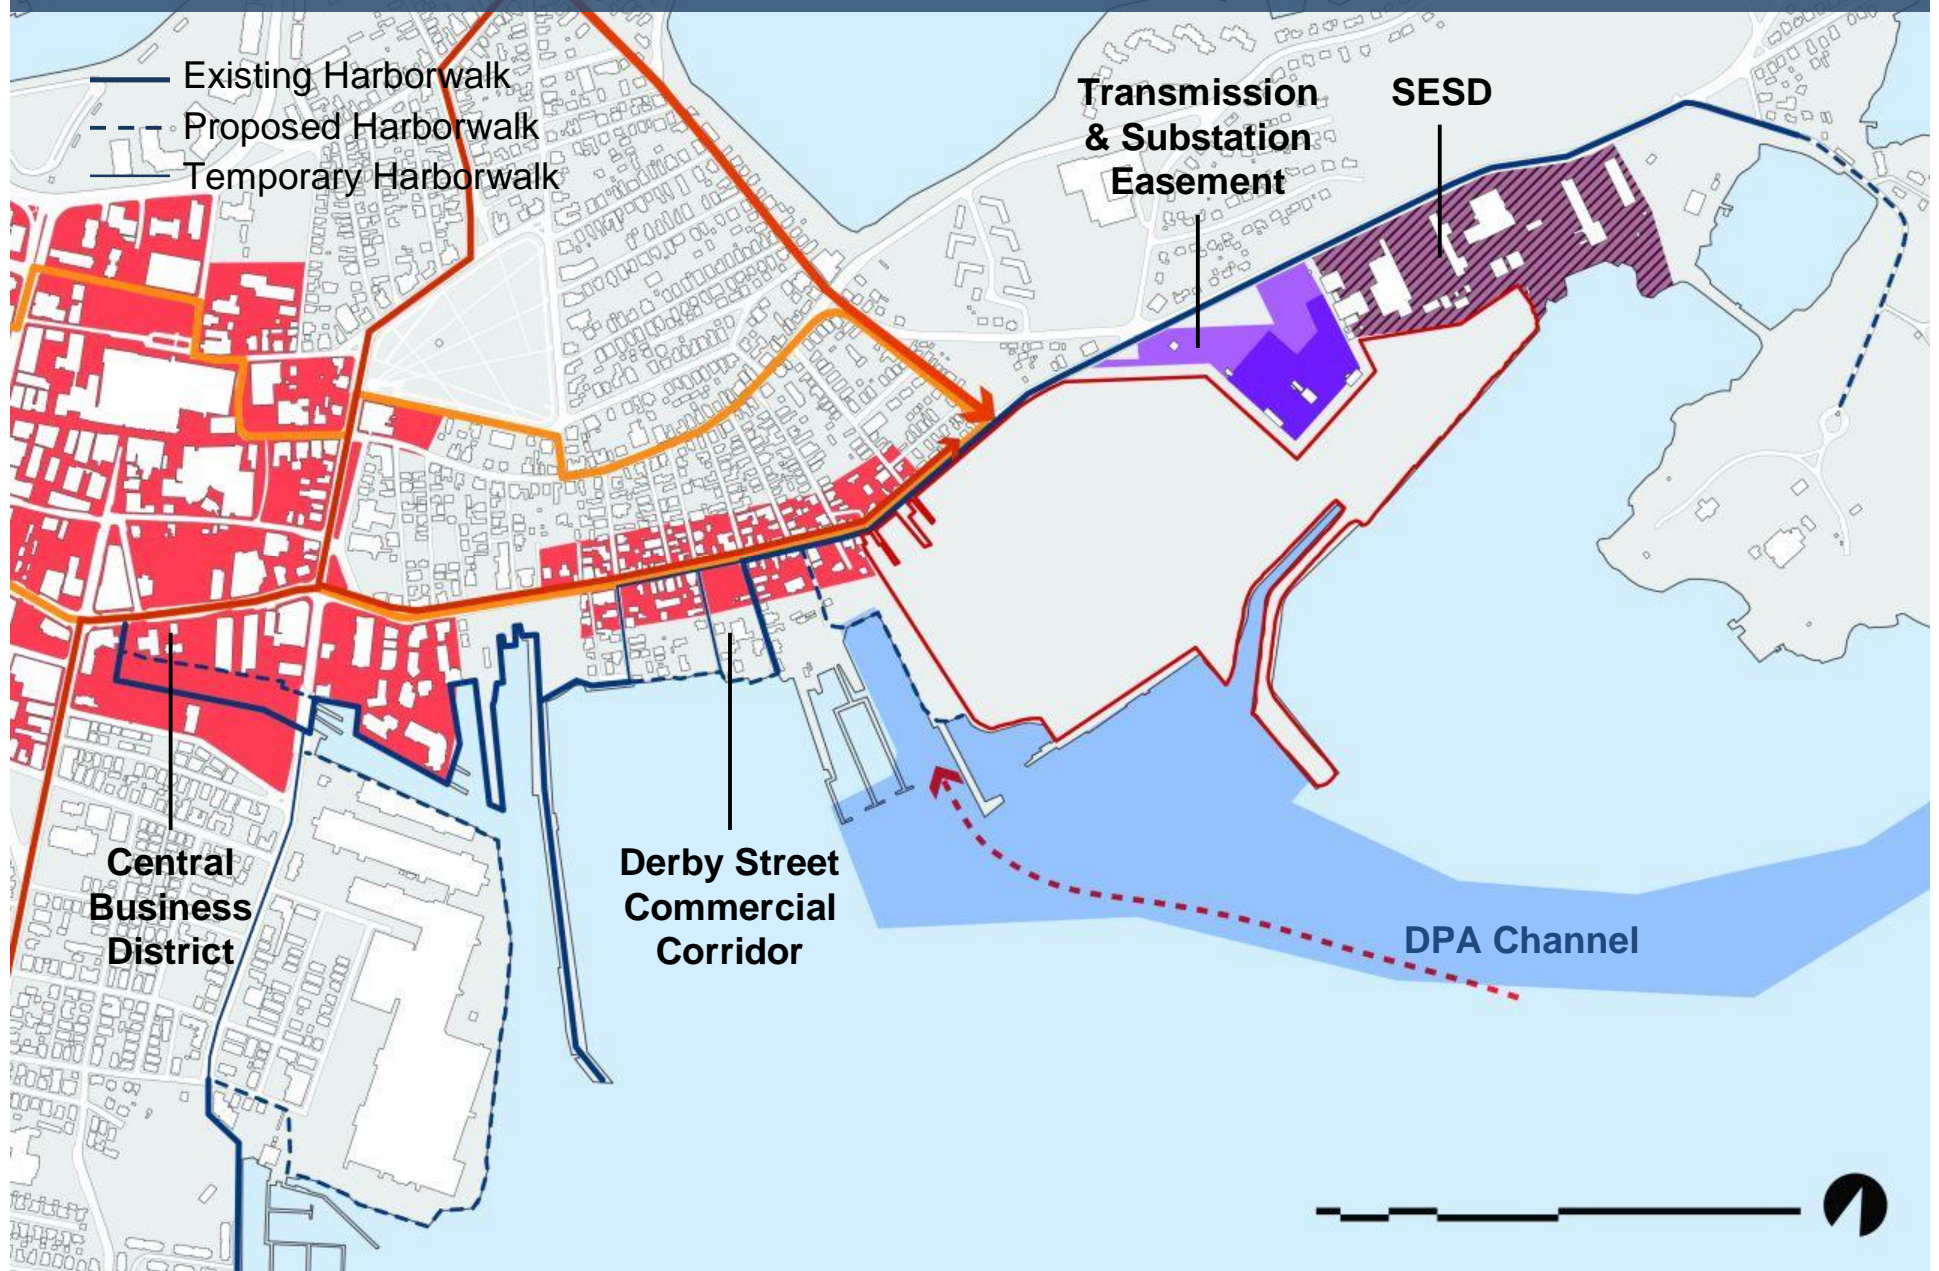 Existing Harborwalk
Proposed Harborwalk
Temporary Harborwalk
Transmission
& Substation
Easement
SESD
Central
Business
District
Derby Street
Commercial
Corridor
DPA Channel